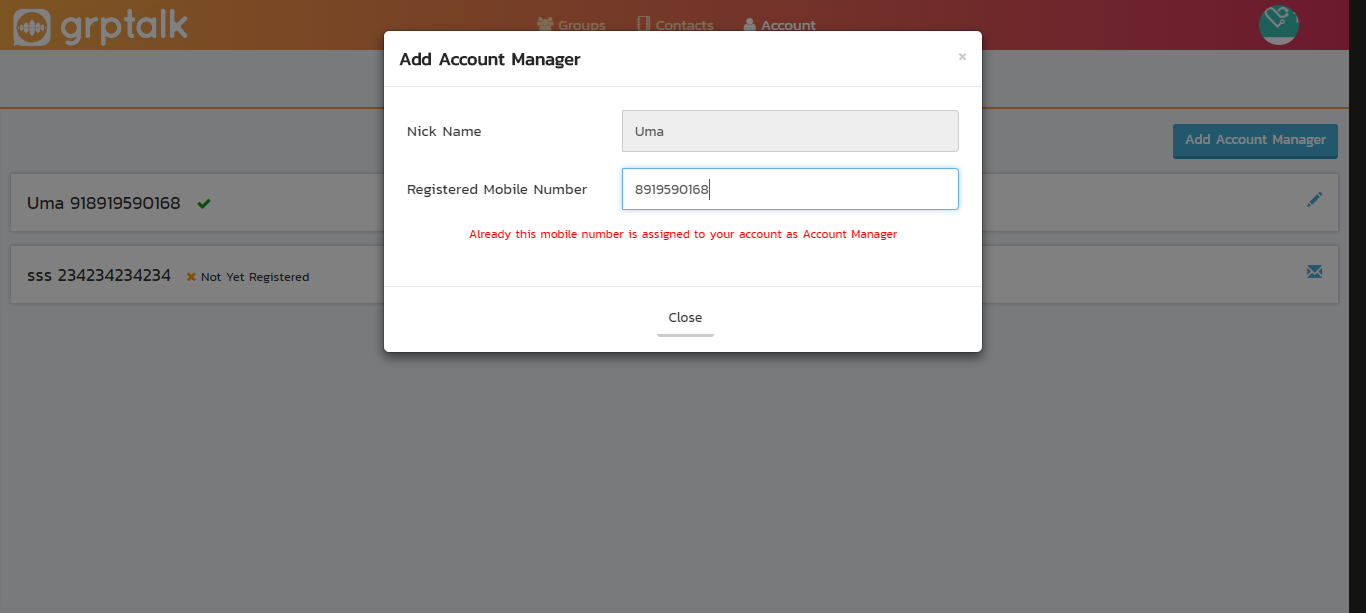 grptalk
Groups Contacts Account
Add Account Manager ×
Nick Name Uma
Registered Mobile Number 8919590168
Already this mobile number is assigned to your account as Account Manager
Close
Add Account Manager
Uma 918919590168
sss 234234234234 Not Yet Registered